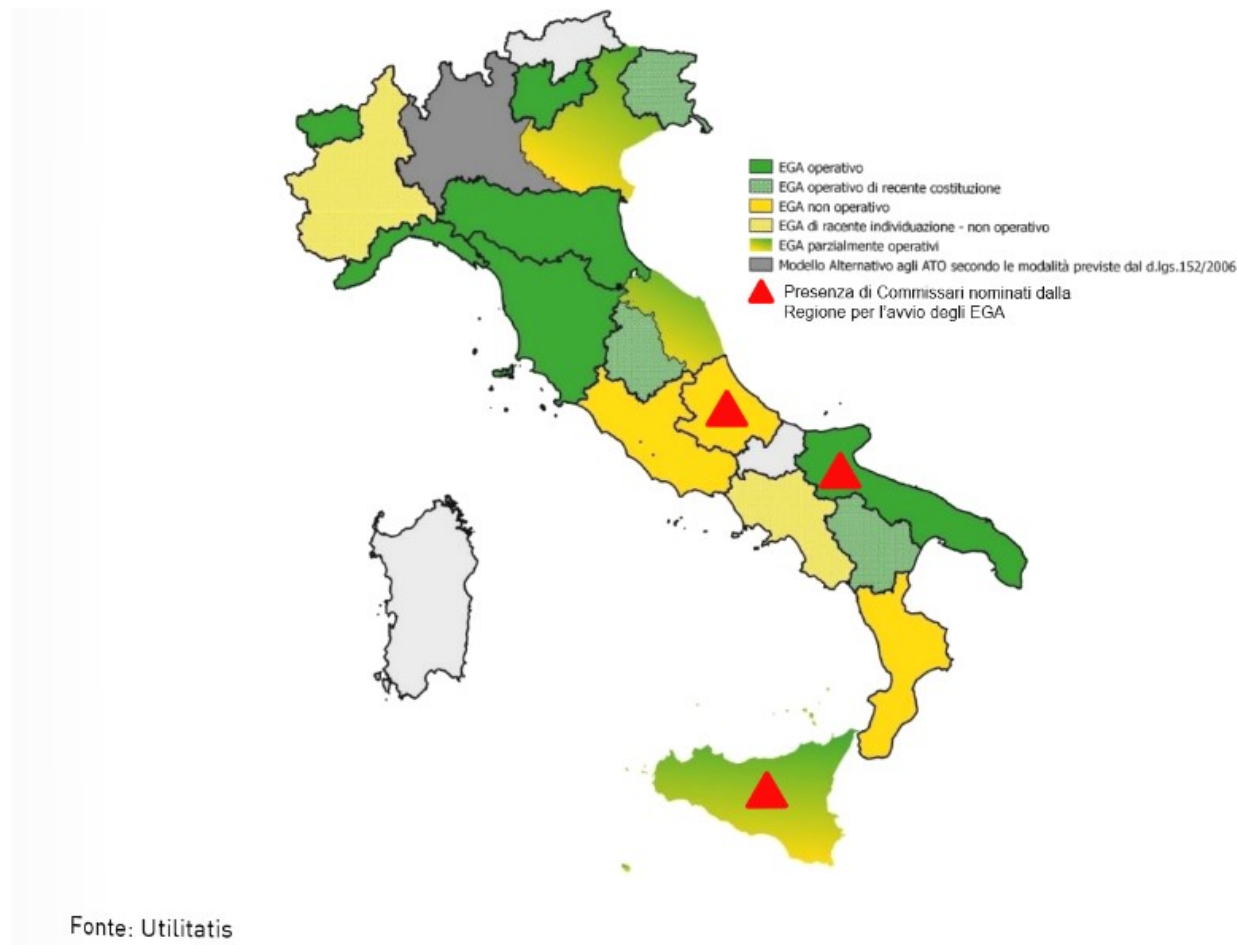 EGA operativo
EGA operativo di recente costituzione
EGA non operativo
EGA di racente individuazione - non operativo
EGA parzialmente operativi
Modello Alternativo agli ATO secondo le modalità previste dal d.lgs.152/2006
Presenza di Commissari nominati dalla
Regione per l'avvio degli EGA
Fonte: Utilitatis